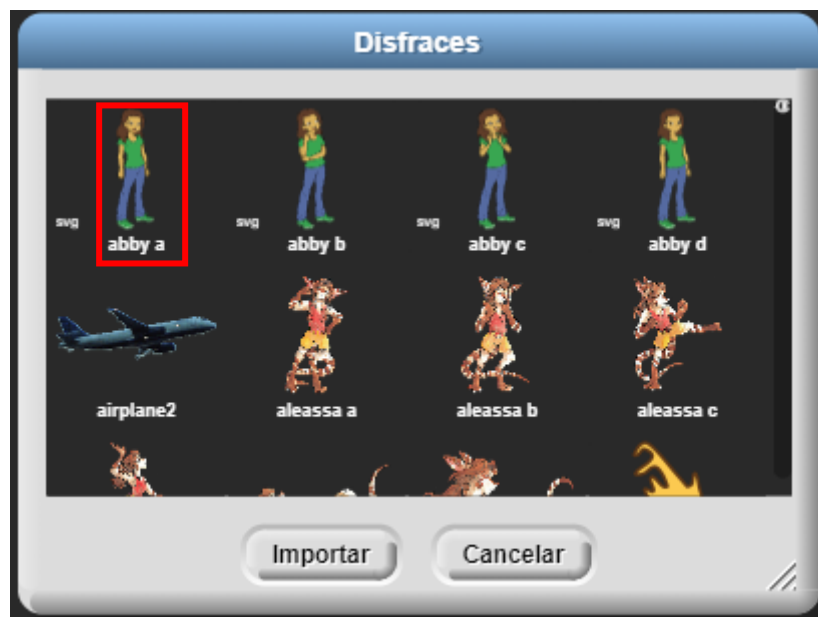 Disfraces
svg svg svg svg
abby a abby b abby c abby d
airplane2 aleassa a aleassa b aleassa c
Importar Cancelar